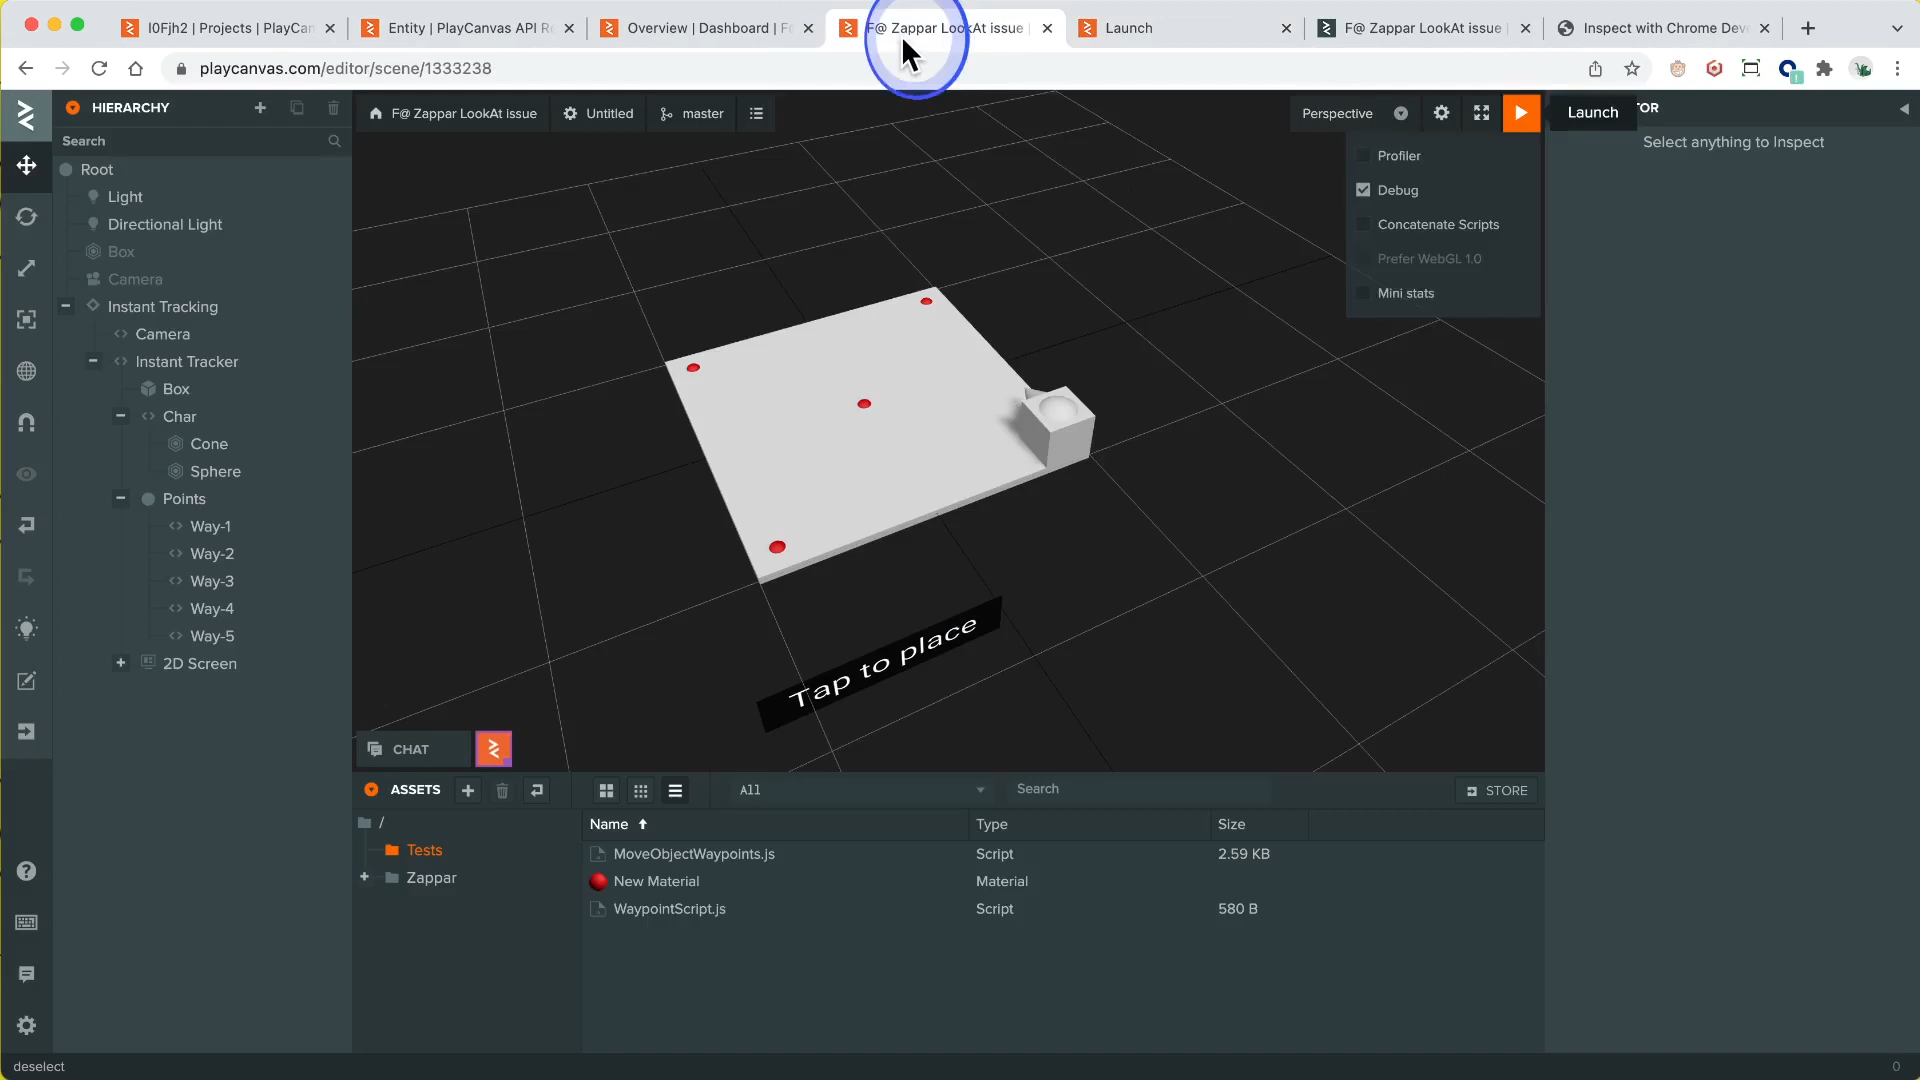 I0Fjh2 | Projects | PlayCan
Entity | PlayCanvas API Re
Overview | Dashboard | F
F@ Zappar LookAt issue |
Launch
F@ Zappar LookAt issue |
Inspect with Chrome Deve
playcanvas.com/editor/scene/1333238
HIERARCHY
Search
Root
Light
Directional Light
Box
Camera
Instant Tracking
Camera
Instant Tracker
Box
Char
Cone
Sphere
Points
Way-1
Way-2
Way-3
Way-4
Way-5
2D Screen
F@ Zappar LookAt issue
Untitled
master
Perspective
Launch
TOR
Select anything to Inspect
Profiler
Debug
Concatenate Scripts
Prefer WebGL 1.0
Mini stats
Tap to place
CHAT
ASSETS
All
Search
STORE
/
Tests
Zappar
Name
Type
Size
MoveObjectWaypoints.js
Script
2.59 KB
New Material
Material
WaypointScript.js
Script
580 B
deselect
0